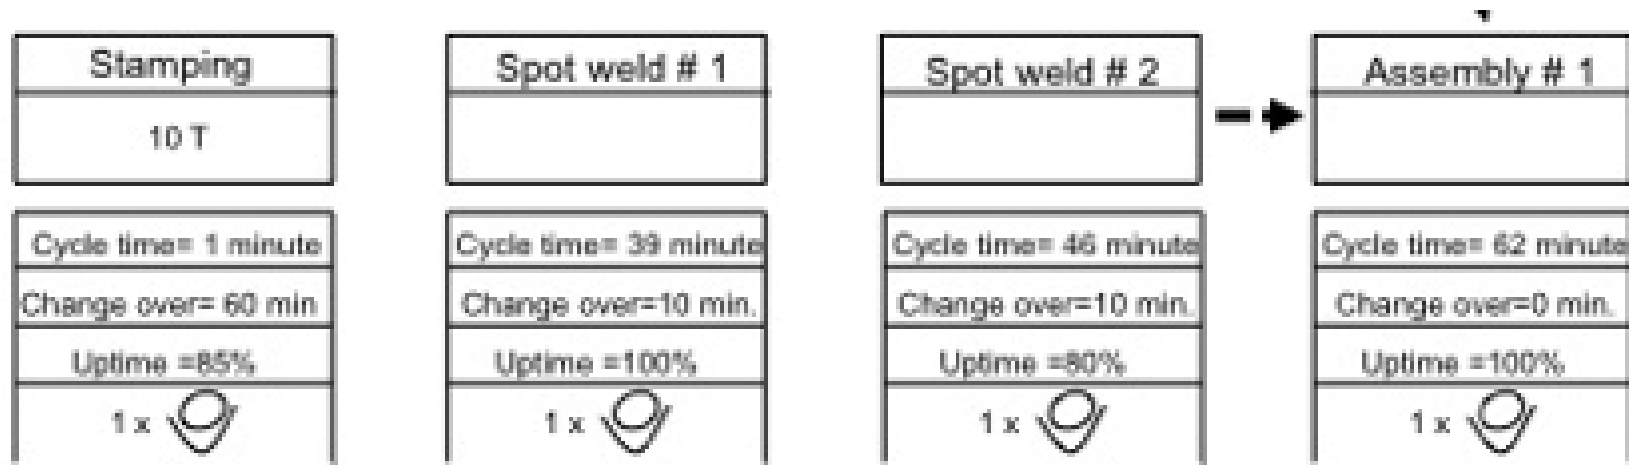 Stamping
10 T
Cycle time= 1 minute
Change over= 60 min
Uptime =85%
1 x
Spot weld # 1
Cycle time= 39 minute
Change over=10 min.
Uptime =100%
1 x
Spot weld # 2
Cycle time= 46 minute
Change over=10 min.
Uptime =80%
1 x
Assembly # 1
Cycle time= 62 minute
Change over=0 min.
Uptime =100%
1 x